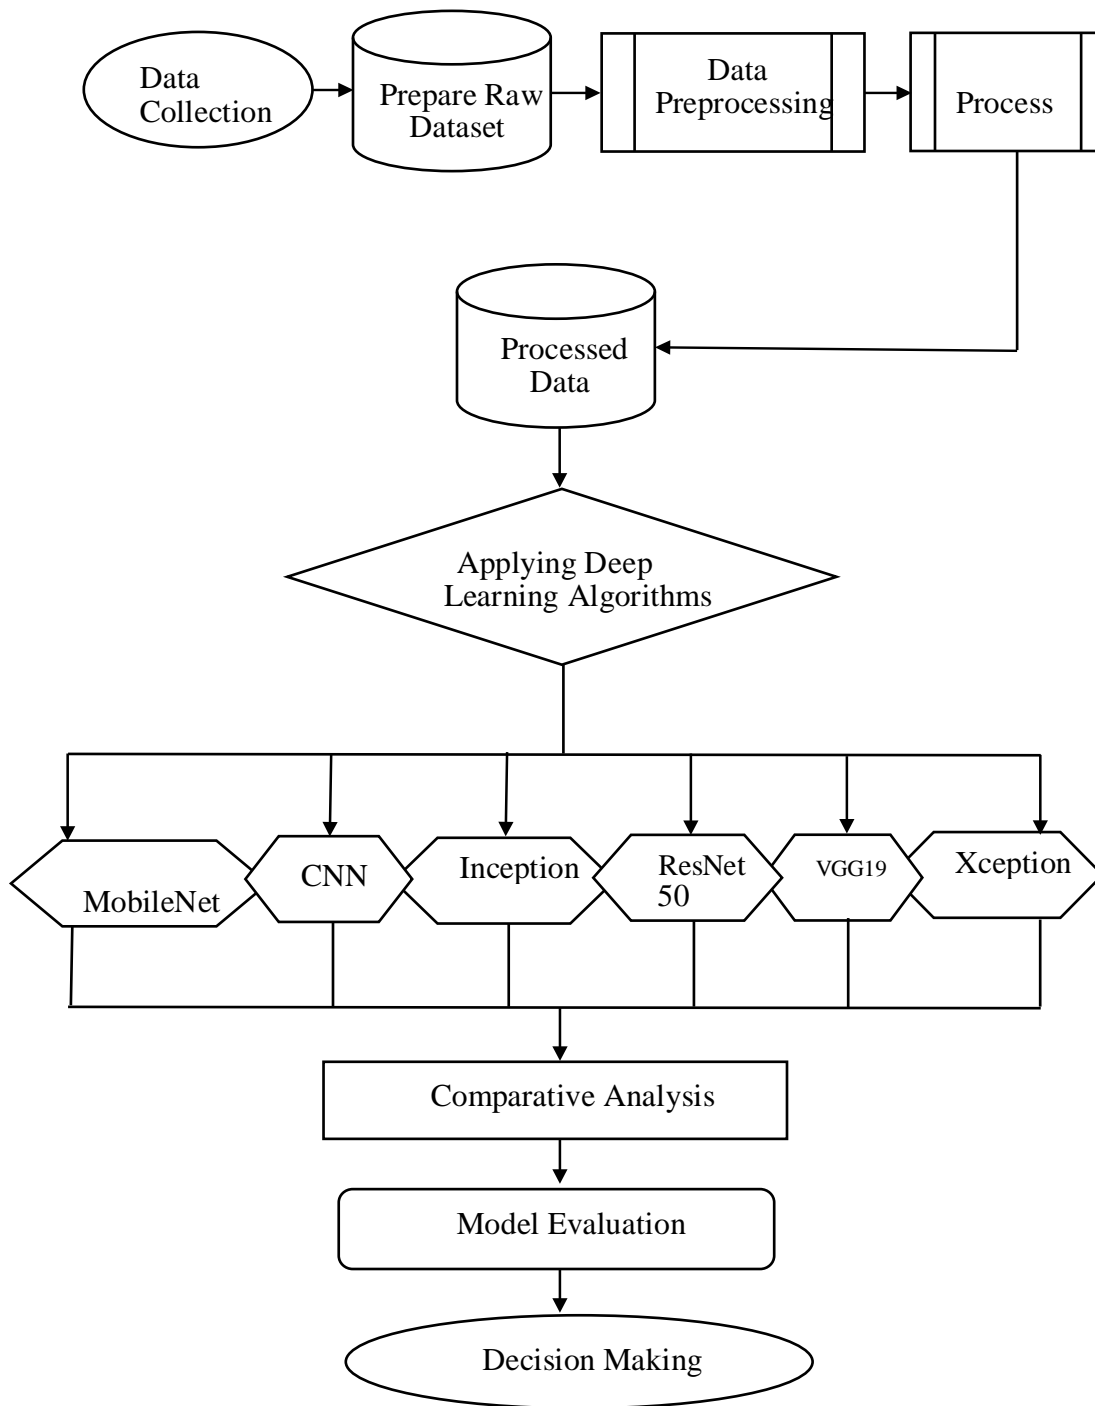 Data
Collection
Prepare Raw
Dataset
Data
Preprocessing
Process
Processed
Data
Applying Deep
Learning Algorithms
MobileNet
CNN
Inception
ResNet
50
VGG19
Xception
Comparative Analysis
Model Evaluation
Decision Making